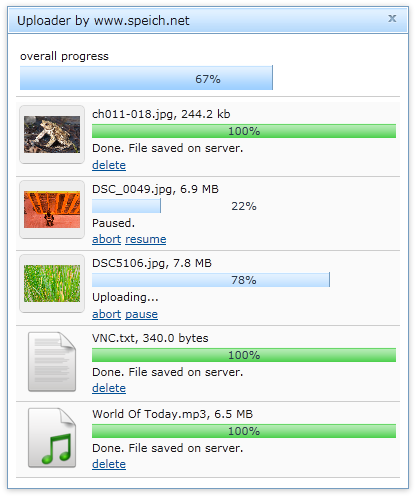 Uploader by www.speich.net x
overall progress
67%
ch011-018.jpg, 244.2 kb
100%
Done. File saved on server.
delete
DSC_0049.jpg, 6.9 MB
22%
Paused.
abort resume
DSC5106.jpg, 7.8 MB
78%
Uploading...
abort pause
VNC.txt, 340.0 bytes
100%
Done. File saved on server.
delete
World Of Today.mp3, 6.5 MB
100%
Done. File saved on server.
delete